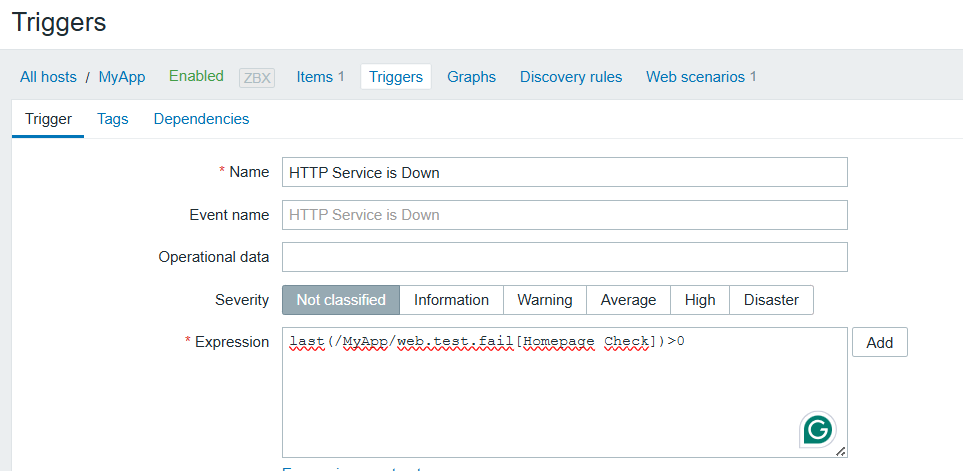 Triggers
All hosts / MyApp Enabled ZBX Items 1 Triggers Graphs Discovery rules Web scenarios 1
Trigger Tags Dependencies
* Name HTTP Service is Down
Event name HTTP Service is Down
Operational data
Severity Not classified Information Warning Average High Disaster
* Expression last(/MyApp/web.test.fail[Homepage Check])>0 Add